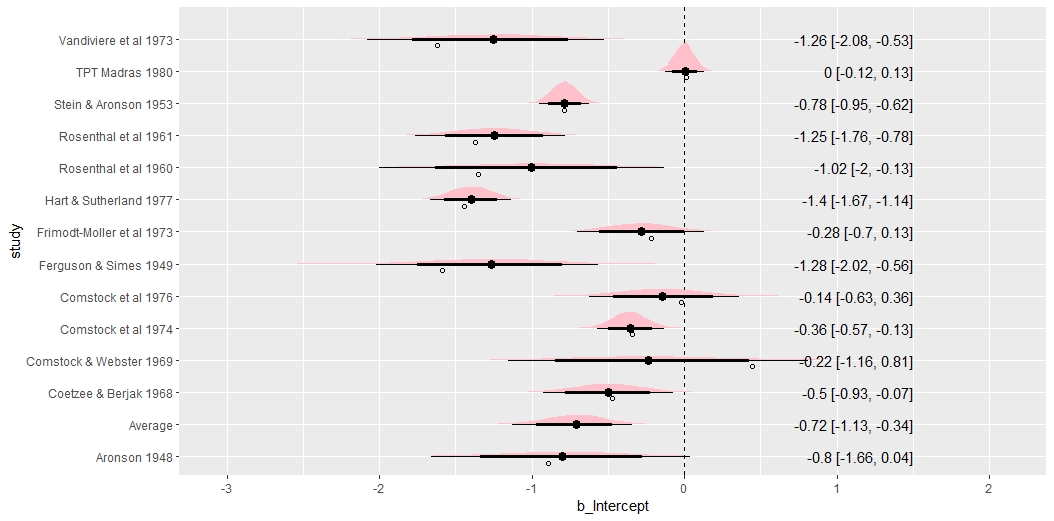 study
Vandiviere et al 1973 -1.26 [-2.08, -0.53]
TPT Madras 1980 0 [-0.12, 0.13]
Stein & Aronson 1953 -0.78 [-0.95, -0.62]
Rosenthal et al 1961 -1.25 [-1.76, -0.78]
Rosenthal et al 1960 -1.02 [-2, -0.13]
Hart & Sutherland 1977 -1.4 [-1.67, -1.14]
Frimodt-Moller et al 1973 -0.28 [-0.7, 0.13]
Ferguson & Simes 1949 -1.28 [-2.02, -0.56]
Comstock et al 1976 -0.14 [-0.63, 0.36]
Comstock et al 1974 -0.36 [-0.57, -0.13]
Comstock & Webster 1969 -0.22 [-1.16, 0.81]
Coetzee & Berjak 1968 -0.5 [-0.93, -0.07]
Average -0.72 [-1.13, -0.34]
Aronson 1948 -0.8 [-1.66, 0.04]
-3 -2 -1 0 1 2
b_Intercept